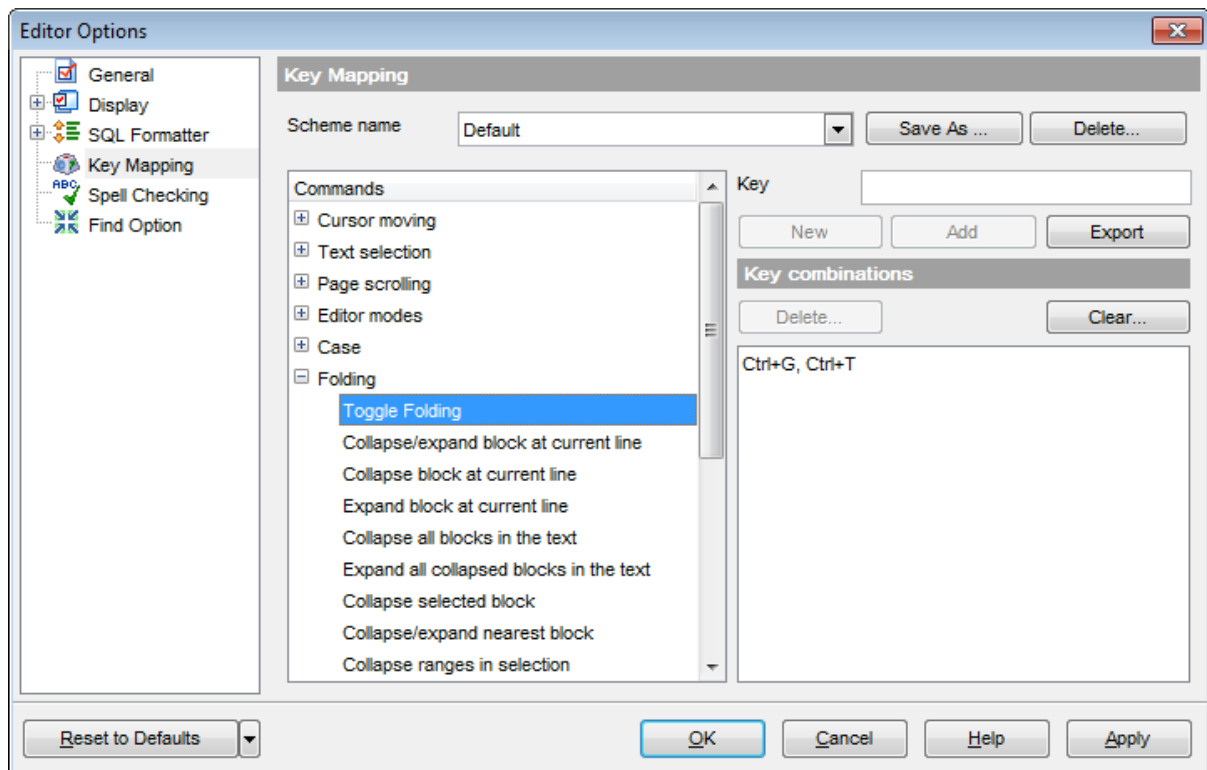 Editor Options
General
Display
SQL Formatter
Key Mapping
ABC
Spell Checking
Find Option
Key Mapping
Scheme name
Default
Save As ...
Delete...
Commands
Cursor moving
Text selection
Page scrolling
Editor modes
Case
Folding
Toggle Folding
Collapse/expand block at current line
Collapse block at current line
Expand block at current line
Collapse all blocks in the text
Expand all collapsed blocks in the text
Collapse selected block
Collapse/expand nearest block
Collapse ranges in selection
Key
New
Add
Export
Key combinations
Delete...
Clear...
Ctrl+G, Ctrl+T
Reset to Defaults
OK
Cancel
Help
Apply